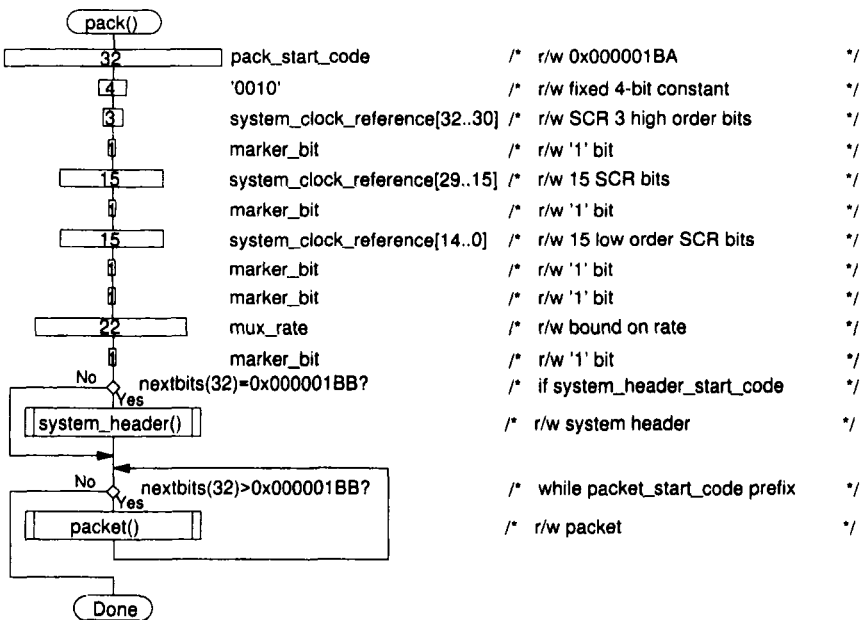 pack()
32 pack_start_code /* r/w 0x000001BA */
4 '0010' /* r/w fixed 4-bit constant */
3 system_clock_reference[32..30] /* r/w SCR 3 high order bits */
1 marker_bit /* r/w '1' bit */
15 system_clock_reference[29..15] /* r/w 15 SCR bits */
1 marker_bit /* r/w '1' bit */
15 system_clock_reference[14..0] /* r/w 15 low order SCR bits */
1 marker_bit /* r/w '1' bit */
1 marker_bit /* r/w '1' bit */
22 mux_rate /* r/w bound on rate */
1 marker_bit /* r/w '1' bit */
No nextbits(32)=0x000001BB? /* if system_header_start_code */
Yes
system_header() /* r/w system header */
No nextbits(32)>0x000001BB? /* while packet_start_code prefix */
Yes
packet() /* r/w packet */
Done